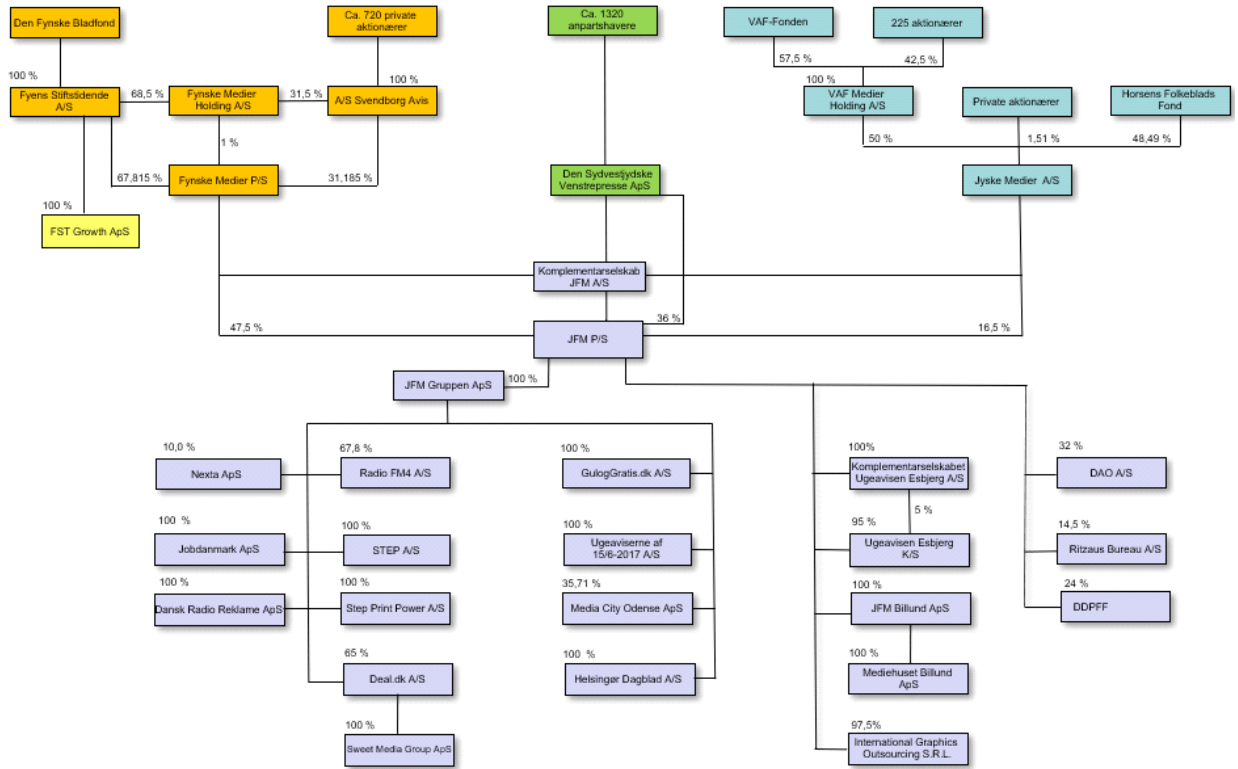 Den Fynske Bladfond
Ca. 720 private
aktionærer
Ca. 1320
anpartshavere
VAF-Fonden
225 aktionærer
57,5 %
42,5 %
100 %
68,5 %
31,5 %
100 %
100 %
Fyens Stiftstidende
A/S
Fynske Medier
Holding A/S
A/S Svendborg Avis
VAF Medier
Holding A/S
Private aktionærer
Horsens Folkeblads
Fond
1 %
50 %
1,51 %
48,49 %
67,815 %
Fynske Medier P/S
31,185 %
Den Sydvestjydske
Venstrepresse ApS
Jyske Medier A/S
100 %
FST Growth ApS
Komplementarselskab
JFM A/S
47,5 %
36 %
16,5 %
JFM P/S
JFM Gruppen ApS
100 %
10,0 %
67,8 %
100 %
100%
32 %
Nexta ApS
Radio FM4 A/S
GulogGratis.dk A/S
Komplementarselskabet
Ugeavisen Esbjerg A/S
DAO A/S
5 %
100 %
100 %
100 %
95 %
14,5 %
Jobdanmark ApS
STEP A/S
Ugeaviserne af
15/6-2017 A/S
Ugeavisen Esbjerg
K/S
Ritzaus Bureau A/S
100 %
100 %
35,71 %
100 %
24 %
Dansk Radio Reklame ApS
Step Print Power A/S
Media City Odense ApS
JFM Billund ApS
DDPFF
65 %
100 %
100 %
Deal.dk A/S
Helsingør Dagblad A/S
Mediehuset Billund
ApS
100 %
97,5%
Sweet Media Group ApS
International Graphics
Outsourcing S.R.L.